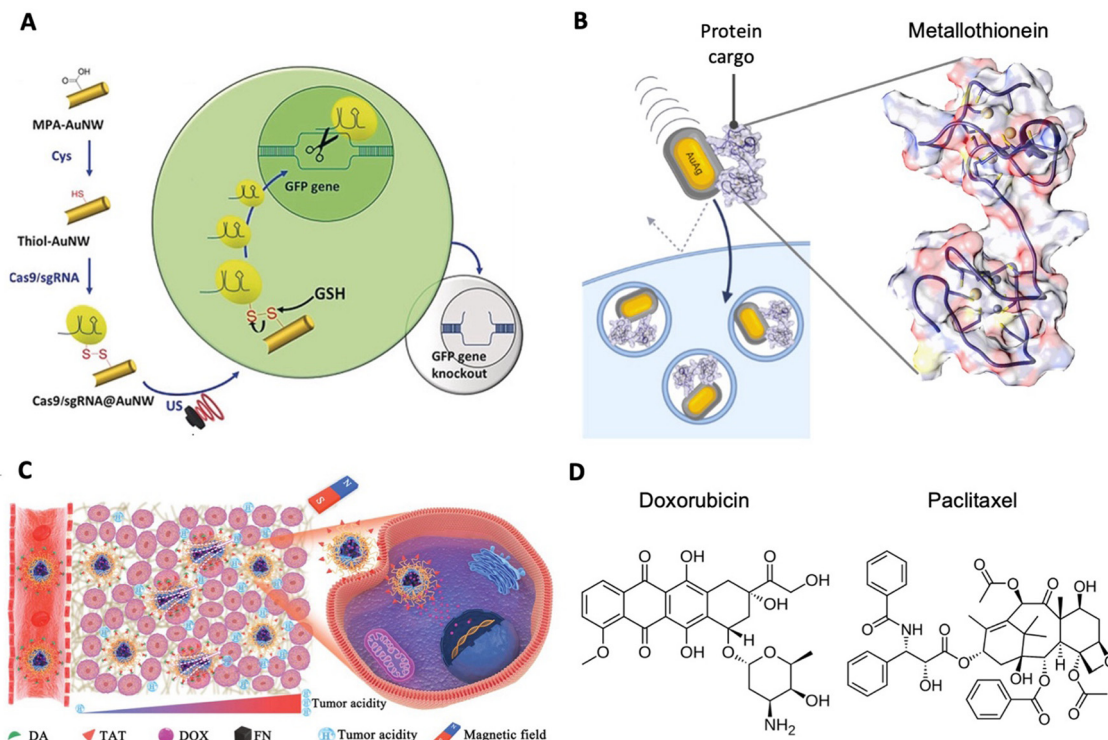 A
OH
O
MPA-AuNW
Cys
HS
Thiol-AuNW
Cas9/sgRNA
S-S
Cas9/sgRNA@AuNW
US
GFP gene
GSH
S-S
GFP gene
knockout
B
Protein
cargo
Metallothionein
AuAg
C
S
N
Tumor acidity
DA
TAT
DOX
FN
Tumor acidity
Magnetic field
D
Doxorubicin
Paclitaxel
O
OH
O
OH
OH
O
O
OH
H
O
O
OH
NH2
O
NH
O
O
OH
O
O
O
OH
OH
H
O
O
O
O
O
O